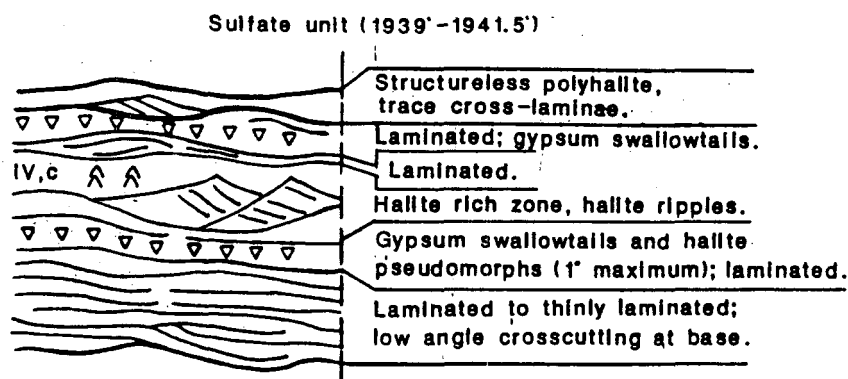 Sulfate unit (1939'-1941.5')
Structureless polyhalite,
trace cross-laminae.
Laminated; gypsum swallowtails.
Laminated.
IV,c
Halite rich zone, halite ripples.
Gypsum swallowtails and halite
pseudomorphs (1" maximum); laminated.
Laminated to thinly laminated;
low angle crosscutting at base.